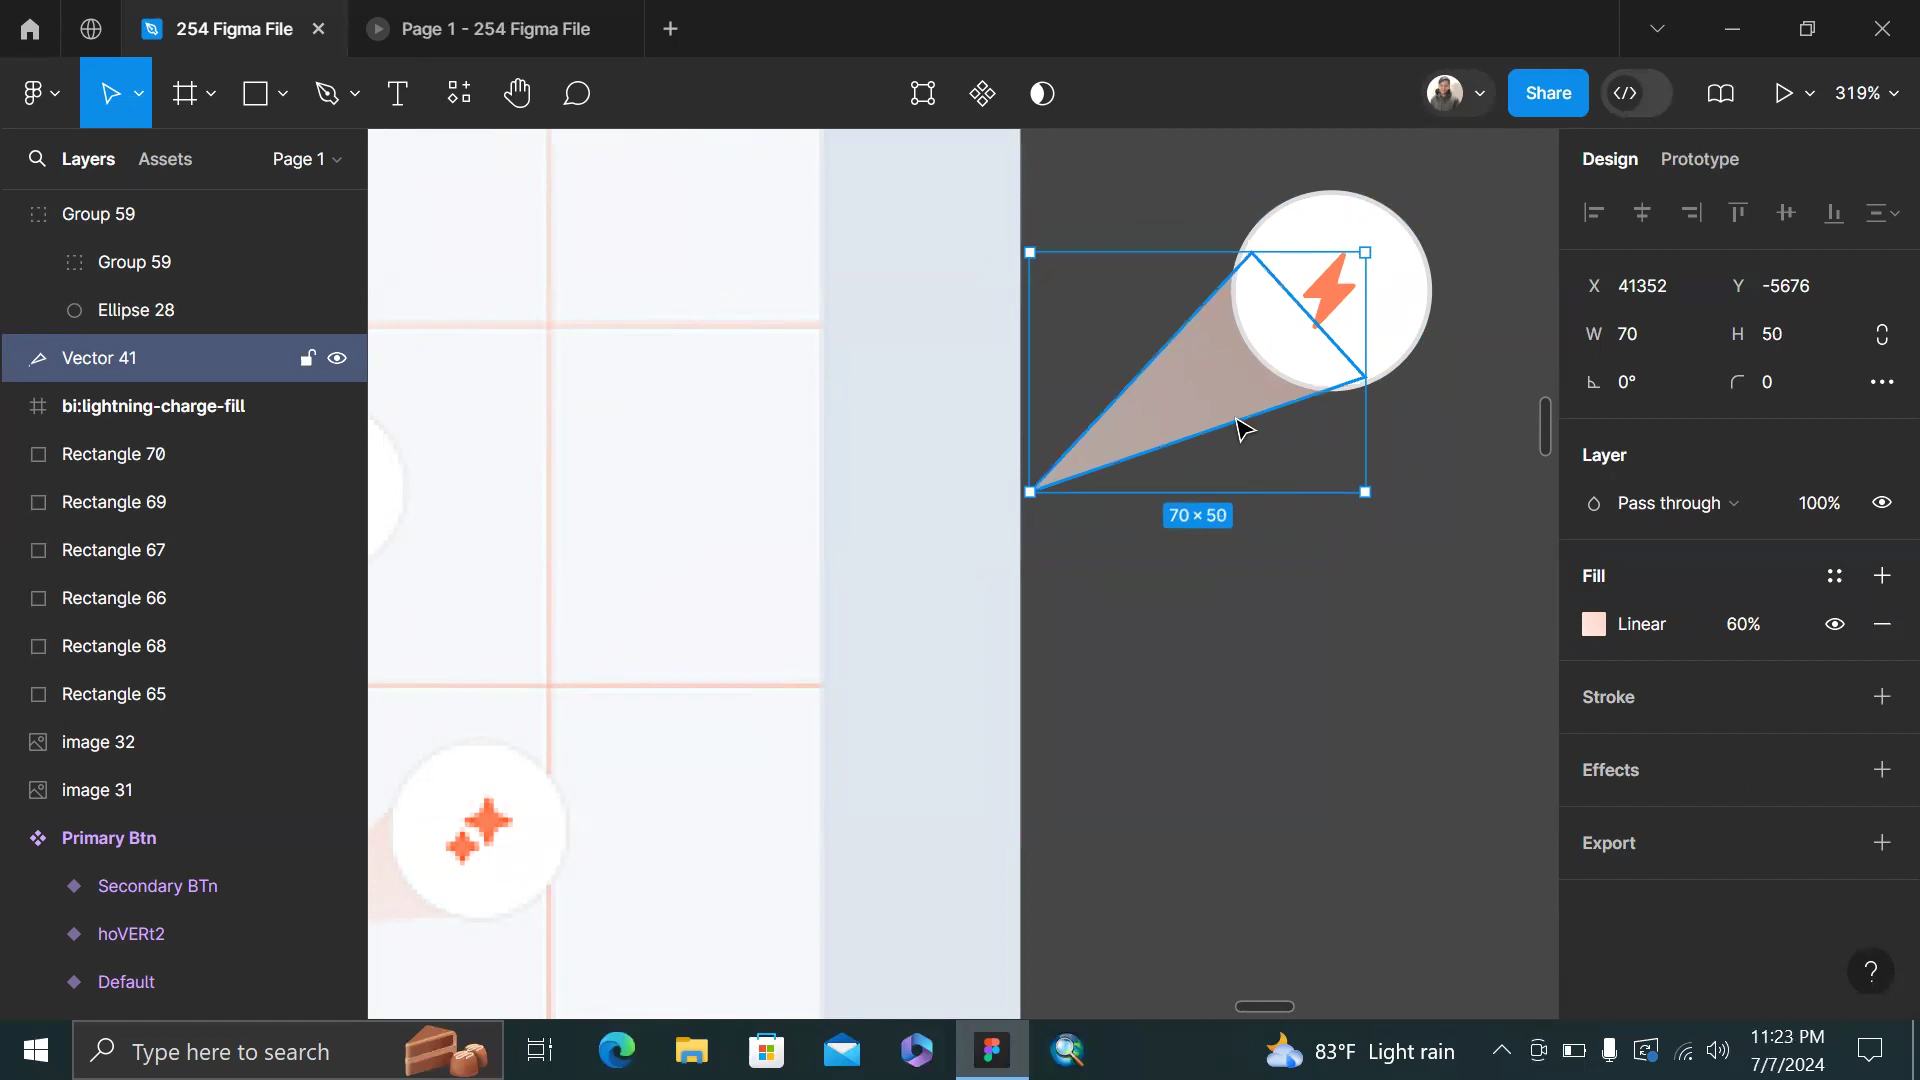 254 Figma File
Page 1 - 254 Figma File
Share
319%
Layers
Assets
Page 1
Group 59
Group 59
Ellipse 28
Vector 41
bi:lightning-charge-fill
Rectangle 70
Rectangle 69
Rectangle 67
Rectangle 66
Rectangle 68
Rectangle 65
image 32
image 31
Primary Btn
Secondary BTn
hoVERt2
Default
70 × 50
Design
Prototype
X 41352
Y -5676
W 70
H 50
0°
0
Layer
Pass through
100%
Fill
Linear
60%
Stroke
Effects
Export
?
Type here to search
83°F Light rain
11:23 PM
7/7/2024